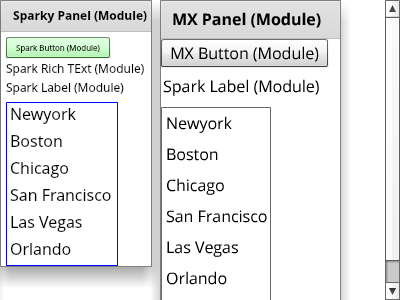 Sparky Panel (Module)
Spark Button (Module)
Spark Rich TExt (Module)
Spark Label (Module)
Newyork
Boston
Chicago
San Francisco
Las Vegas
Orlando
MX Panel (Module)
MX Button (Module)
Spark Label (Module)
Newyork
Boston
Chicago
San Francisco
Las Vegas
Orlando